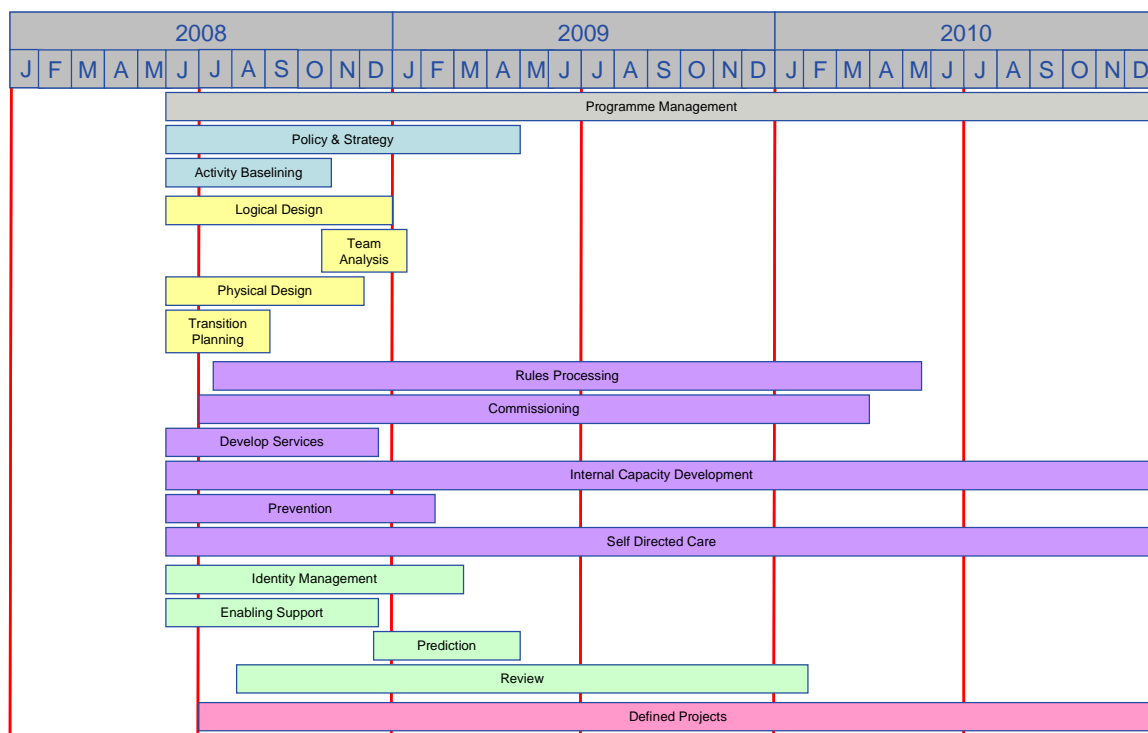 2008 2009 2010
J F M A M J J A S O N D J F M A M J J A S O N D J F M A M J J A S O N D
Programme Management
Policy & Strategy
Activity Baselining
Logical Design
Team
Analysis
Physical Design
Transition
Planning
Rules Processing
Commissioning
Develop Services
Internal Capacity Development
Prevention
Self Directed Care
Identity Management
Enabling Support
Prediction
Review
Defined Projects